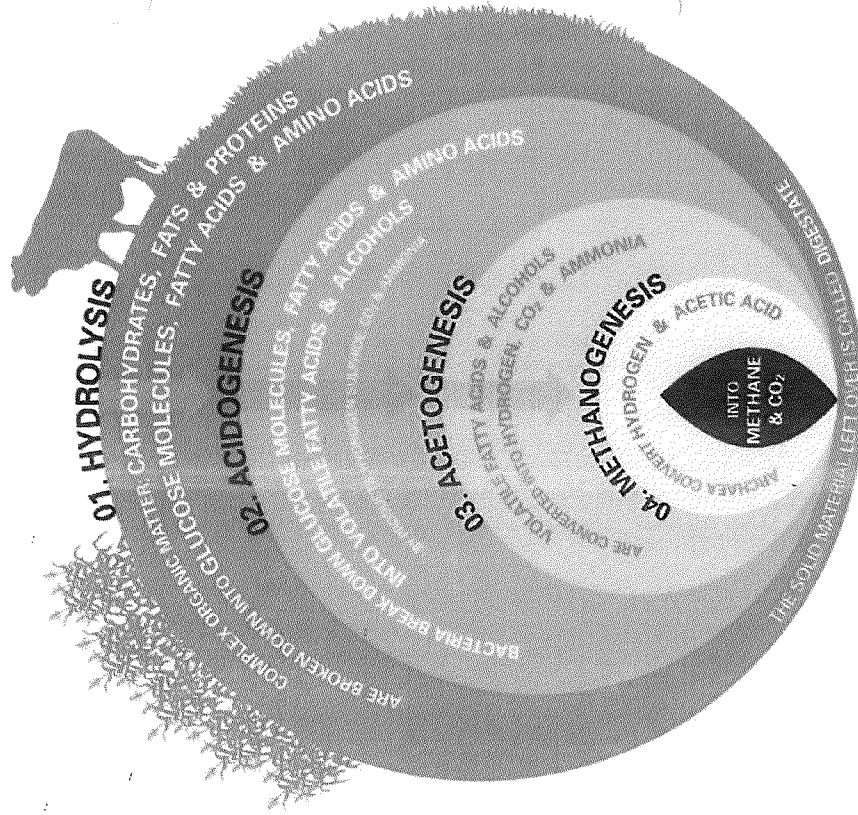 01. HYDROLYSIS
COMPLEX ORGANIC MATTER, CARBOHYDRATES, FATS & PROTEINS
ARE BROKEN DOWN INTO GLUCOSE MOLECULES, FATTY ACIDS & AMINO ACIDS
02. ACIDOGENESIS
BACTERIA BREAK DOWN GLUCOSE MOLECULES, FATTY ACIDS & AMINO ACIDS
INTO VOLATILE FATTY ACIDS & ALCOHOLS
03. ACETOGENESIS
VOLATILE FATTY ACIDS & ALCOHOLS
ARE CONVERTED INTO HYDROGEN, CO₂ & AMMONIA
04. METHANOGENESIS
ARCHAEA CONVERT HYDROGEN & ACETIC ACID
INTO
METHANE
& CO₂
THE SOLID MATERIAL LEFT OVER IS CALLED DIGESTATE